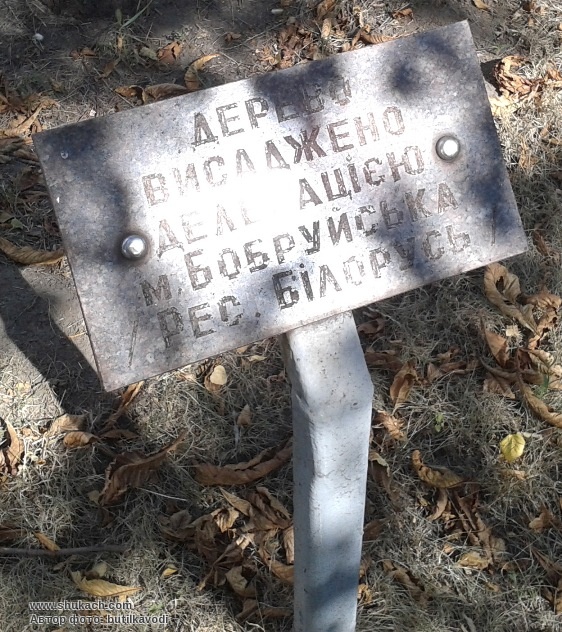 ДЕРЕВО
ВИСАДЖЕНО
ДЕЛЕГАЦІЄЮ
М. БОБРУЙСЬКА
/РЕС. БІЛОРУСЬ/
www.shukach.com
Автор фото: butilkavodi